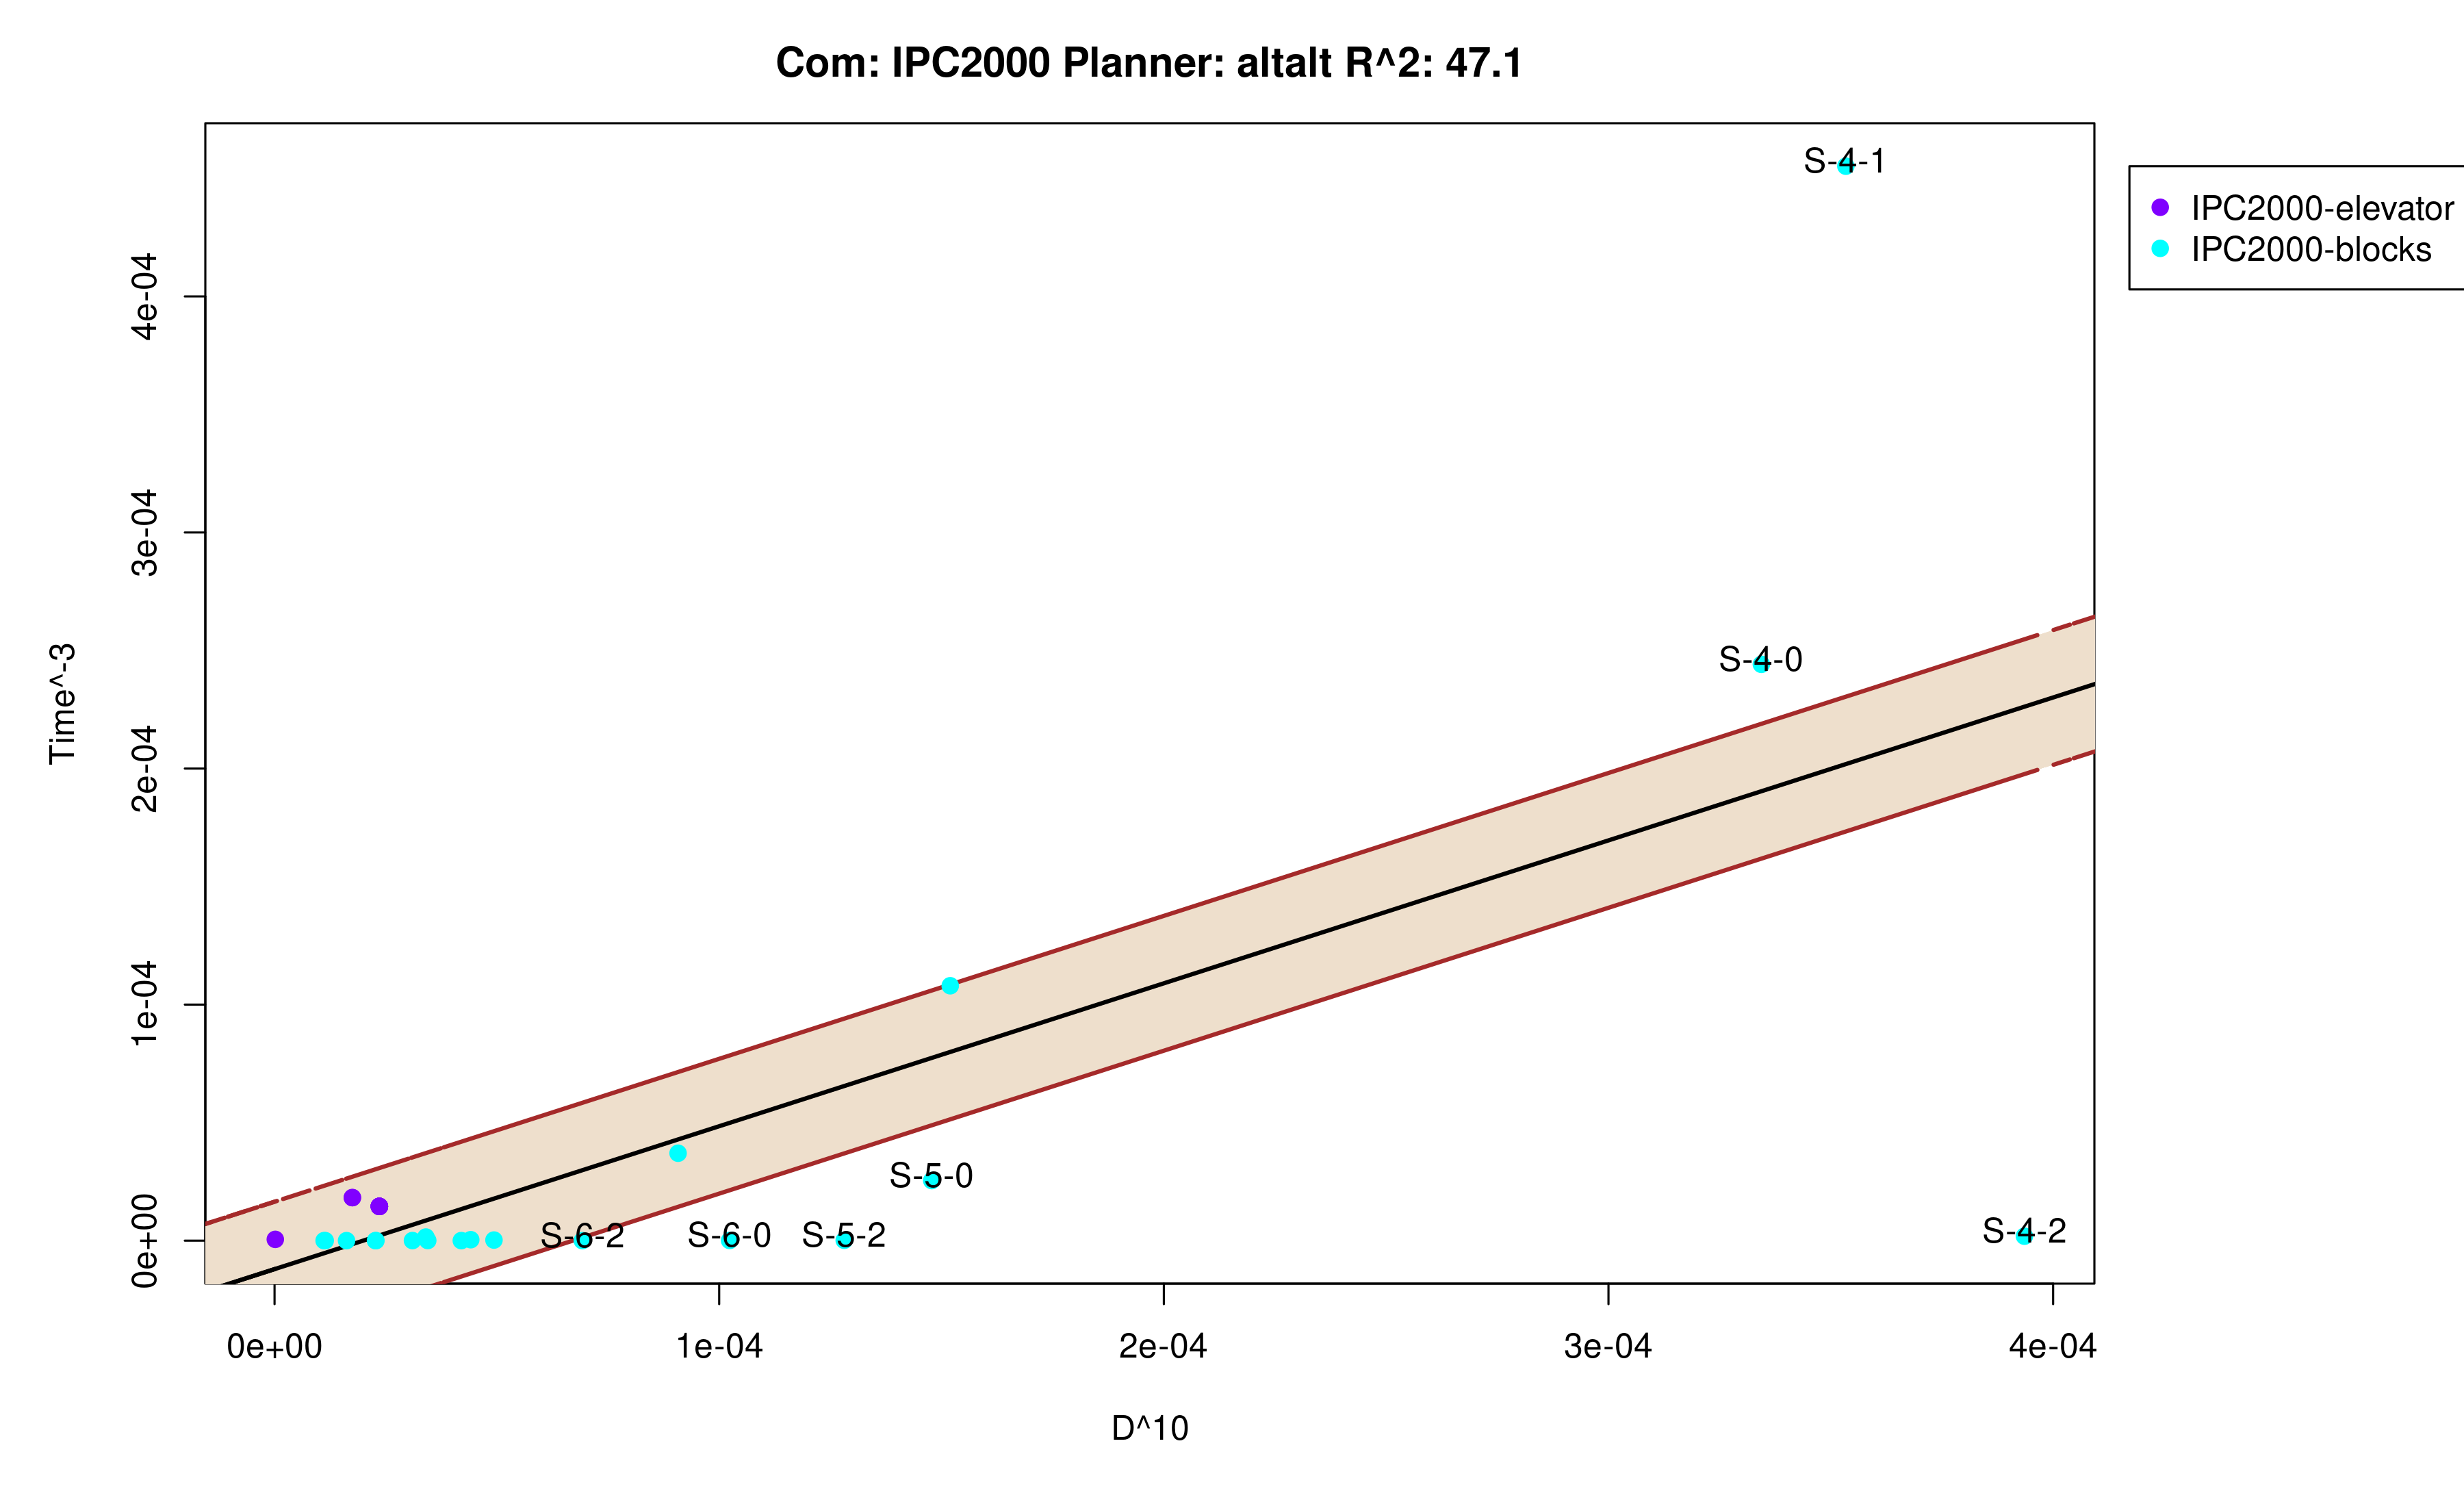 Com: IPC2000 Planner: altalt R^2: 47.1
S-4-1
IPC2000-elevator
IPC2000-blocks
4e-04
3e-04
S-4-0
Time^-3
2e-04
1e-04
S-5-0
S-6-2
S-6-0
S-5-2
S-4-2
0e+00
0e+00
1e-04
2e-04
3e-04
4e-04
D^10